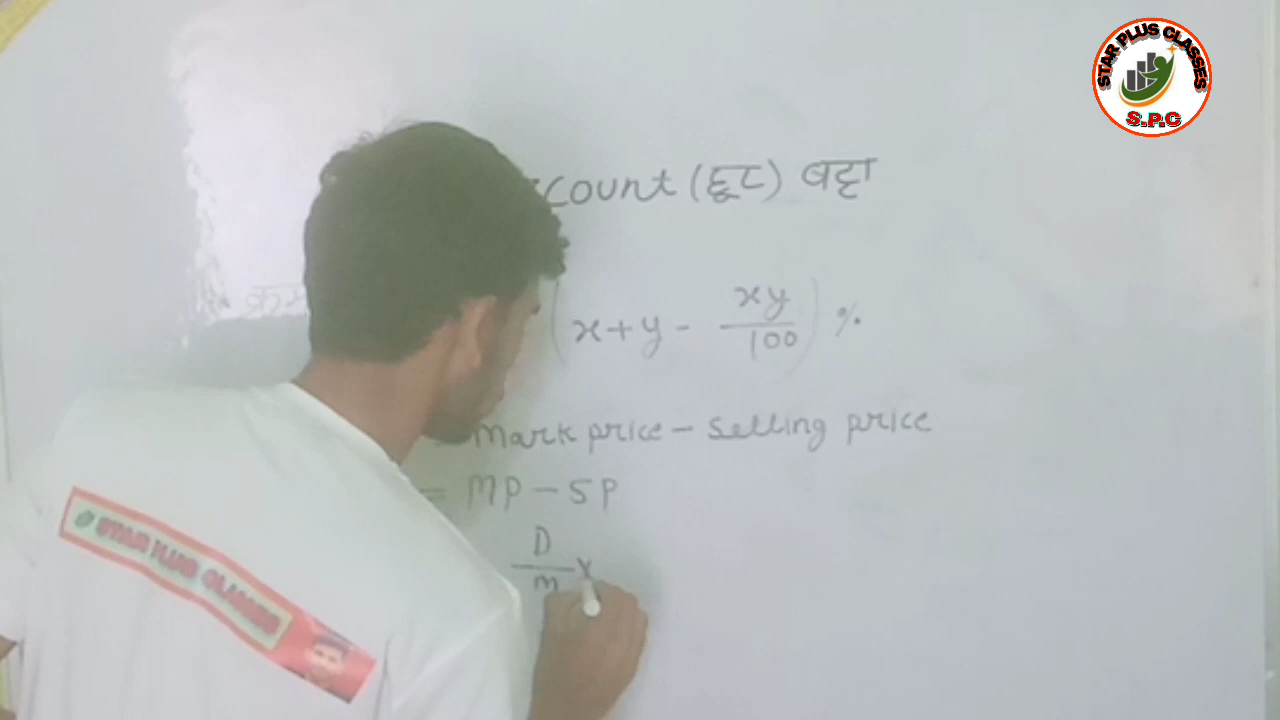 STAR PLUS CLASSES
S.P.C
count (छूट) बट्टा
(x+y - xy/100) %
= Mark price - Selling price
= MP - SP
D/M x
STAR PLUS CLASSES